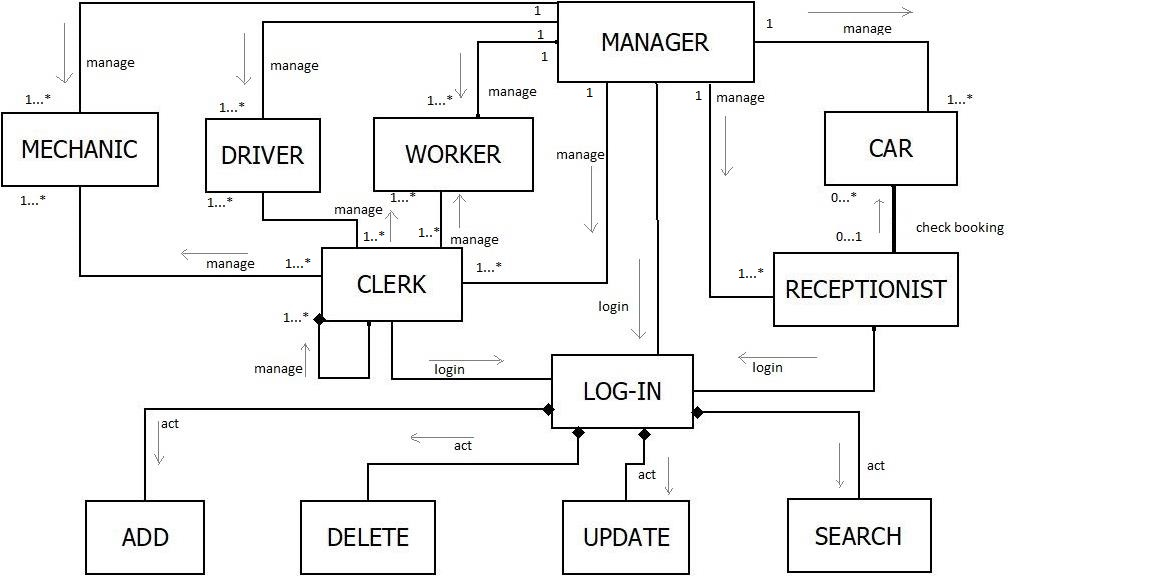 1
1
1
1
manage
MANAGER
manage
manage
manage
1...*
1...*
1...*
1
1
manage
1...*
MECHANIC
DRIVER
WORKER
manage
CAR
1...*
1...*
1...*
0...*
manage
1..*
1..*
manage
0...1
check booking
manage
1...*
CLERK
1...*
1...*
RECEPTIONIST
1...*
login
manage
login
login
LOG-IN
act
act
act
act
ADD
DELETE
UPDATE
SEARCH